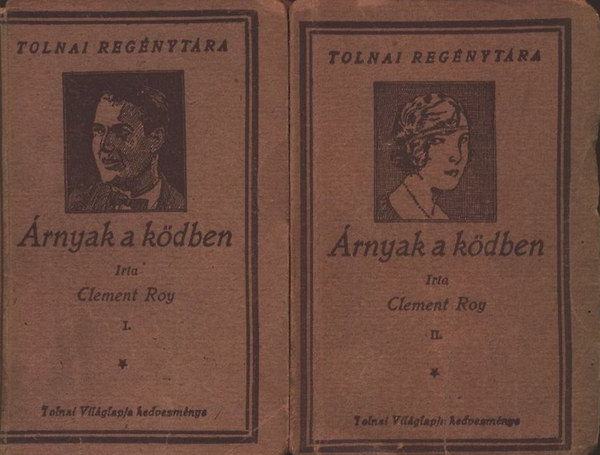 TOLNAI REGÉNYTÁRA
Árnyak a ködben
Irta
Clement Roy
I.
Tolnai Világlapja kedvezménye
TOLNAI REGÉNYTÁRA
Árnyak a ködben
Irta
Clement Roy
II.
Tolnai Világlapja kedvezménye